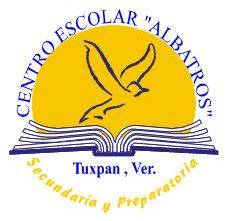 CENTRO ESCOLAR "ALBATROS"
Tuxpan , Ver.
Secundaria y Preparatoria